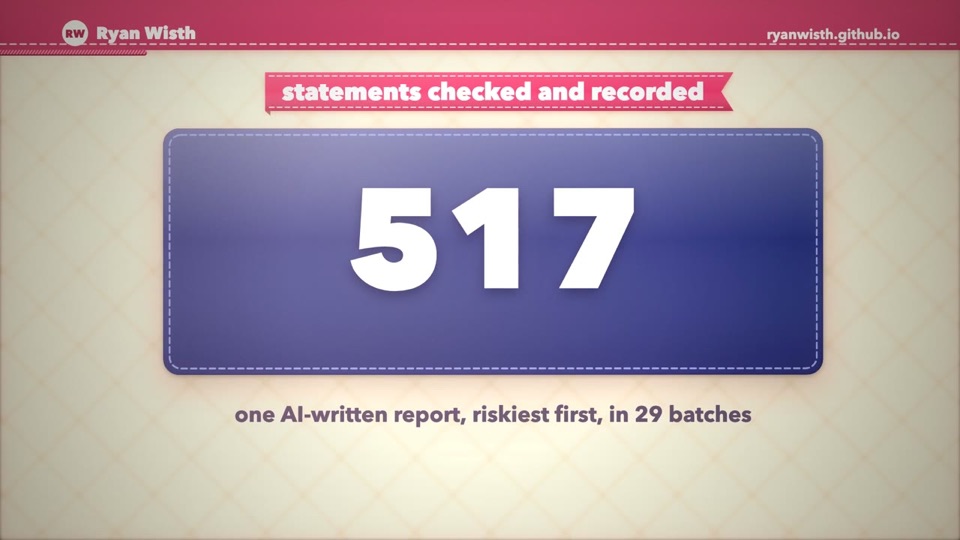 RW Ryan Wisth
ryanwisth.github.io
statements checked and recorded
517
one AI-written report, riskiest first, in 29 batches